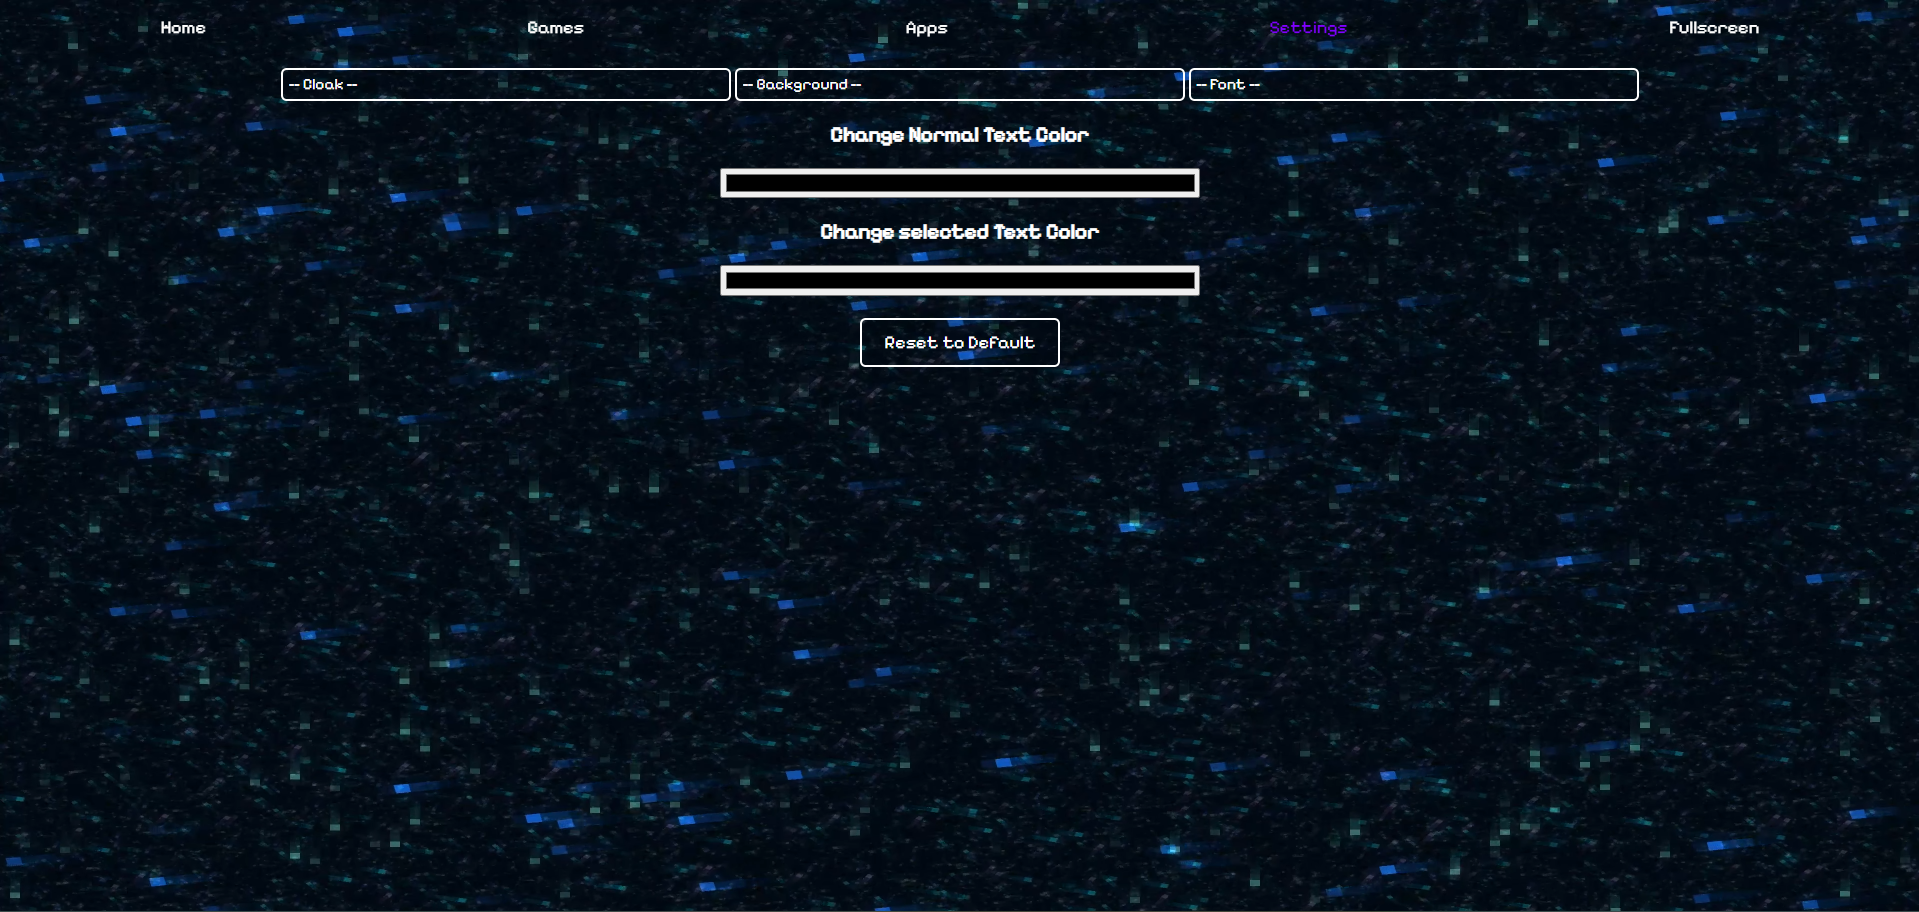 Home Games Apps Settings Fullscreen
-- Cloak -- -- Background -- -- Font --
Change Normal Text Color
Change selected Text Color
Reset to Default